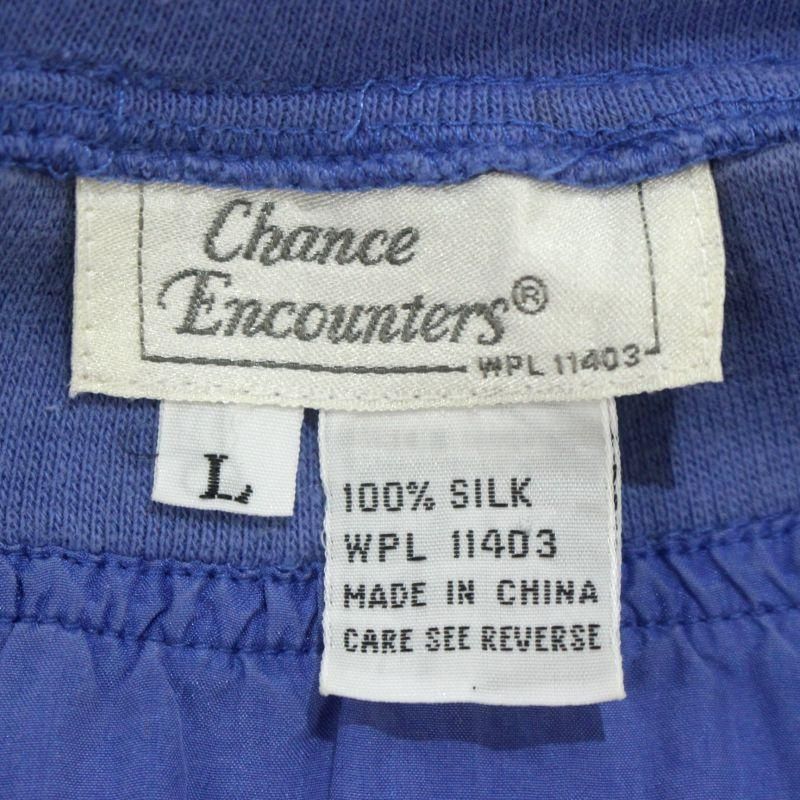 Chance
Encounters®
WPL 11403
L
100% SILK
WPL 11403
MADE IN CHINA
CARE SEE REVERSE